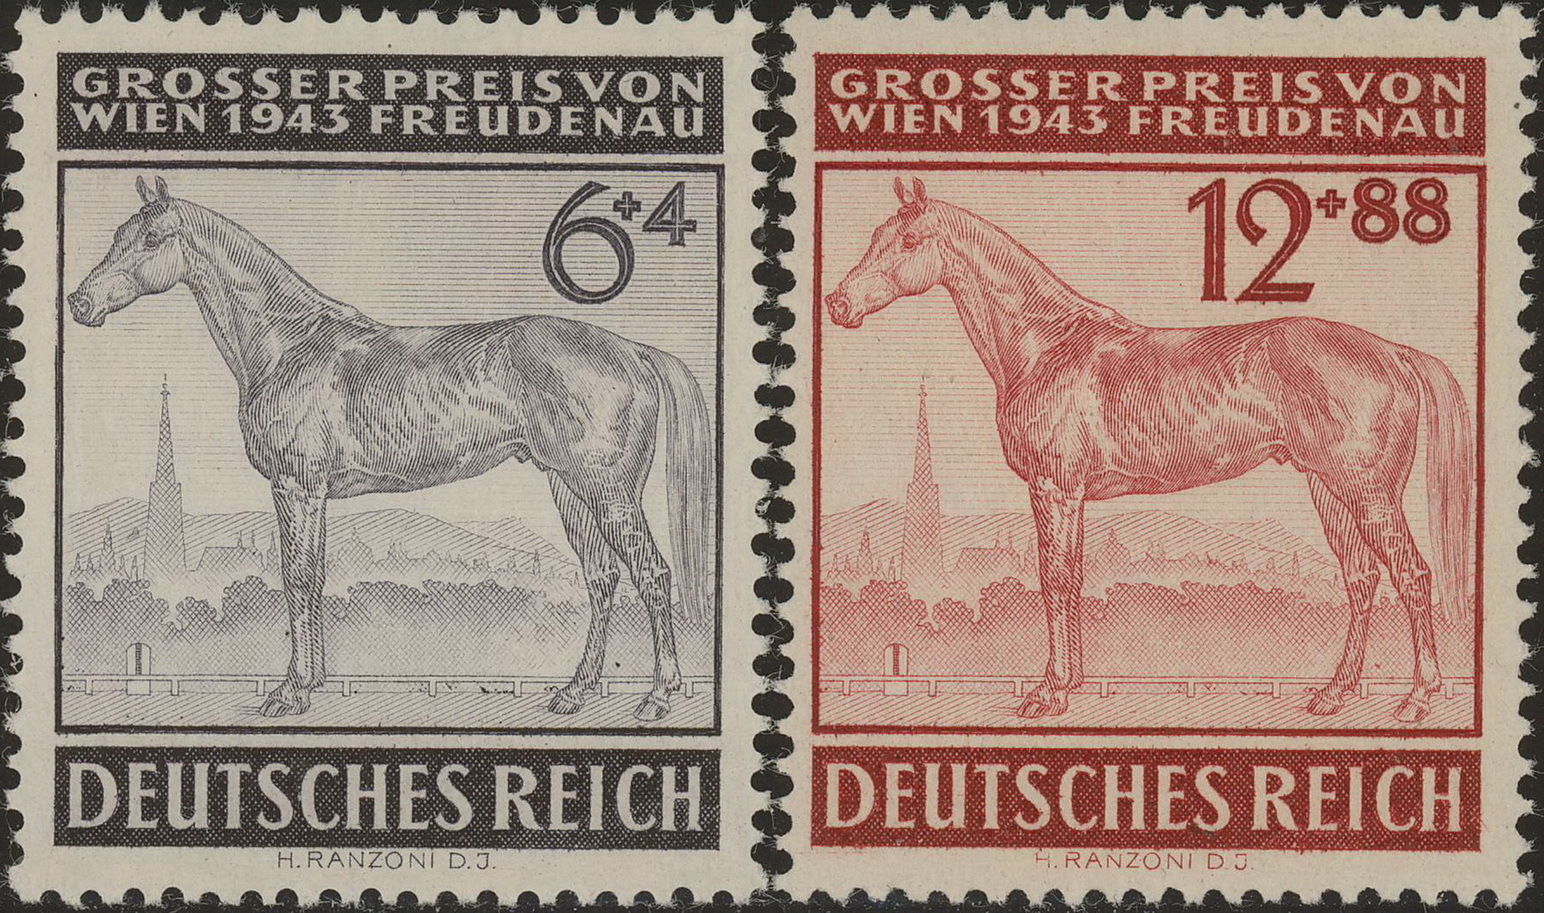 GROSSER PREIS VON
WIEN 1943 FREUDENAU
6+4
DEUTSCHES REICH
H. RANZONI D.J.
GROSSER PREIS VON
WIEN 1943 FREUDENAU
12+88
DEUTSCHES REICH
H. RANZONI D.J.